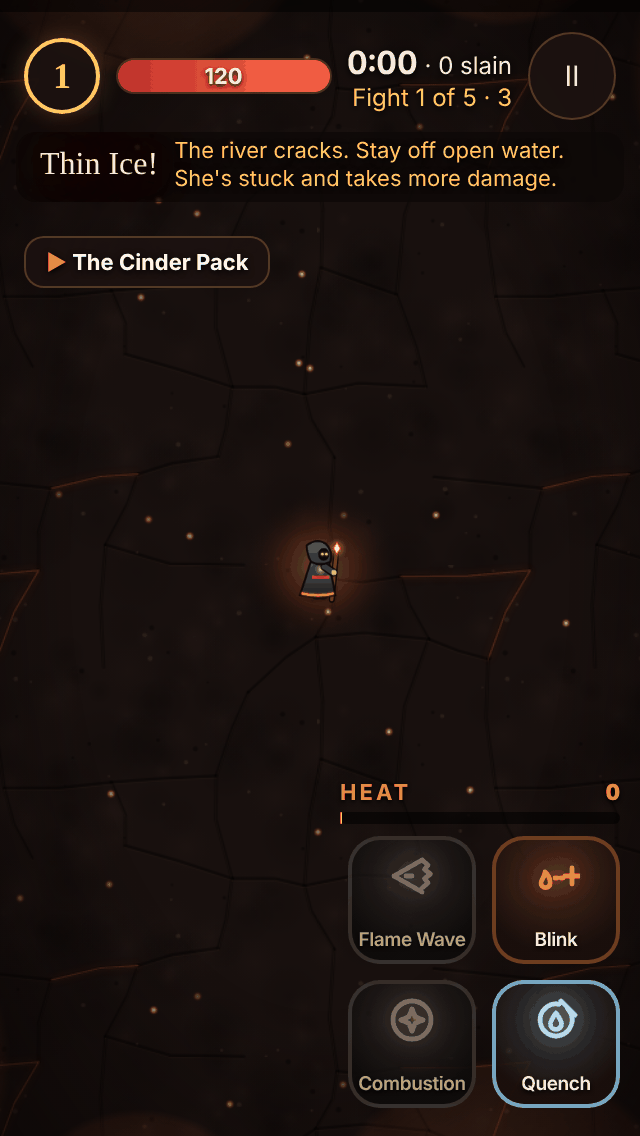 1
120
0:00 · 0 slain
Fight 1 of 5 · 3
Thin Ice!
The river cracks. Stay off open water.
She's stuck and takes more damage.
The Cinder Pack
HEAT 0
Flame Wave
Blink
Combustion
Quench